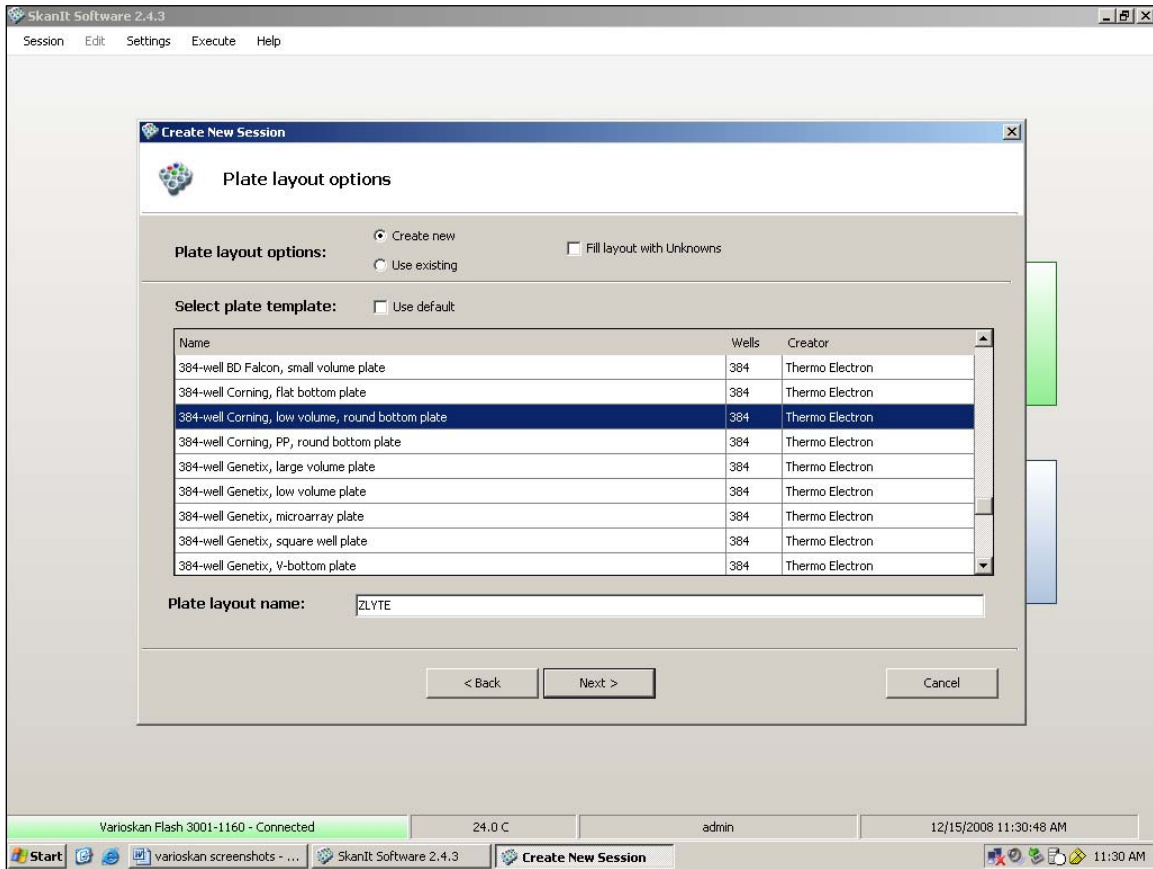 SkanIt Software 2.4.3
Session Edit Settings Execute Help
Create New Session
Plate layout options
Plate layout options:
Create new
Use existing
Fill layout with Unknowns
Select plate template:
Use default
Name Wells Creator
384-well BD Falcon, small volume plate 384 Thermo Electron
384-well Corning, flat bottom plate 384 Thermo Electron
384-well Corning, low volume, round bottom plate 384 Thermo Electron
384-well Corning, PP, round bottom plate 384 Thermo Electron
384-well Genetix, large volume plate 384 Thermo Electron
384-well Genetix, low volume plate 384 Thermo Electron
384-well Genetix, microarray plate 384 Thermo Electron
384-well Genetix, square well plate 384 Thermo Electron
384-well Genetix, V-bottom plate 384 Thermo Electron
Plate layout name: ZLYTE
< Back Next > Cancel
Varioskan Flash 3001-1160 - Connected 24.0 C admin 12/15/2008 11:30:48 AM
Start varioskan screenshots - ... SkanIt Software 2.4.3 Create New Session 11:30 AM